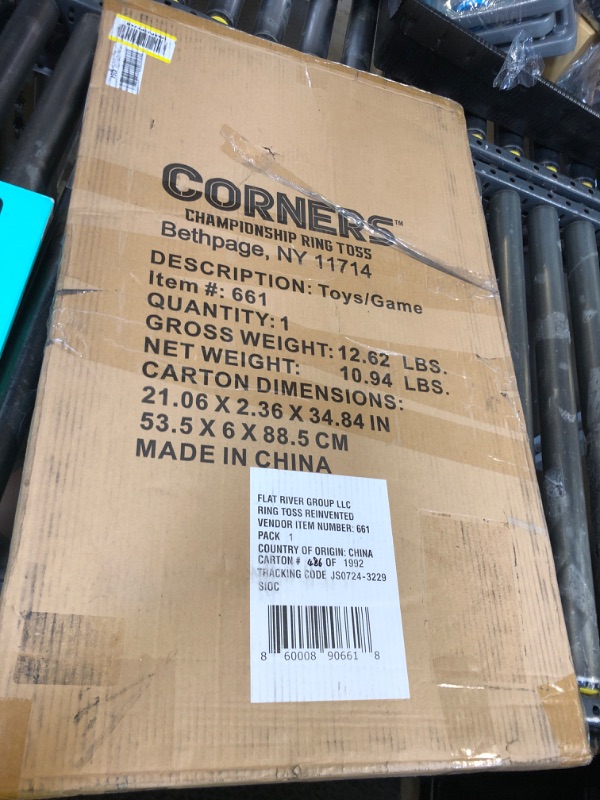 CORNERS™
CHAMPIONSHIP RING TOSS
Bethpage, NY 11714
DESCRIPTION: Toys/Game
Item #: 661
QUANTITY: 1
GROSS WEIGHT: 12.62 LBS.
NET WEIGHT: 10.94 LBS.
CARTON DIMENSIONS:
21.06 X 2.36 X 34.84 IN
53.5 X 6 X 88.5 CM
MADE IN CHINA
FLAT RIVER GROUP LLC
RING TOSS REINVENTED
VENDOR ITEM NUMBER: 661
PACK 1
COUNTRY OF ORIGIN: CHINA
CARTON # 486 OF 1992
TRACKING CODE JS0724-3229
SIOC
8 60008 90661 8